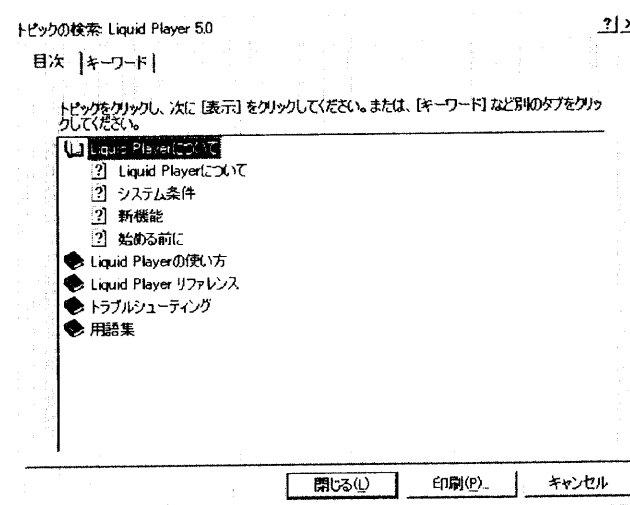 トピックの検索: Liquid Player 5.0
目次 キーワード
トピックをクリックし、次に [表示] をクリックしてください。または、[キーワード] など別のタブをクリッ
クしてください。
Liquid Playerについて
Liquid Playerについて
システム条件
新機能
始める前に
Liquid Playerの使い方
Liquid Player リファレンス
トラブルシューティング
用語集
閉じる(L) 印刷(P)... キャンセル